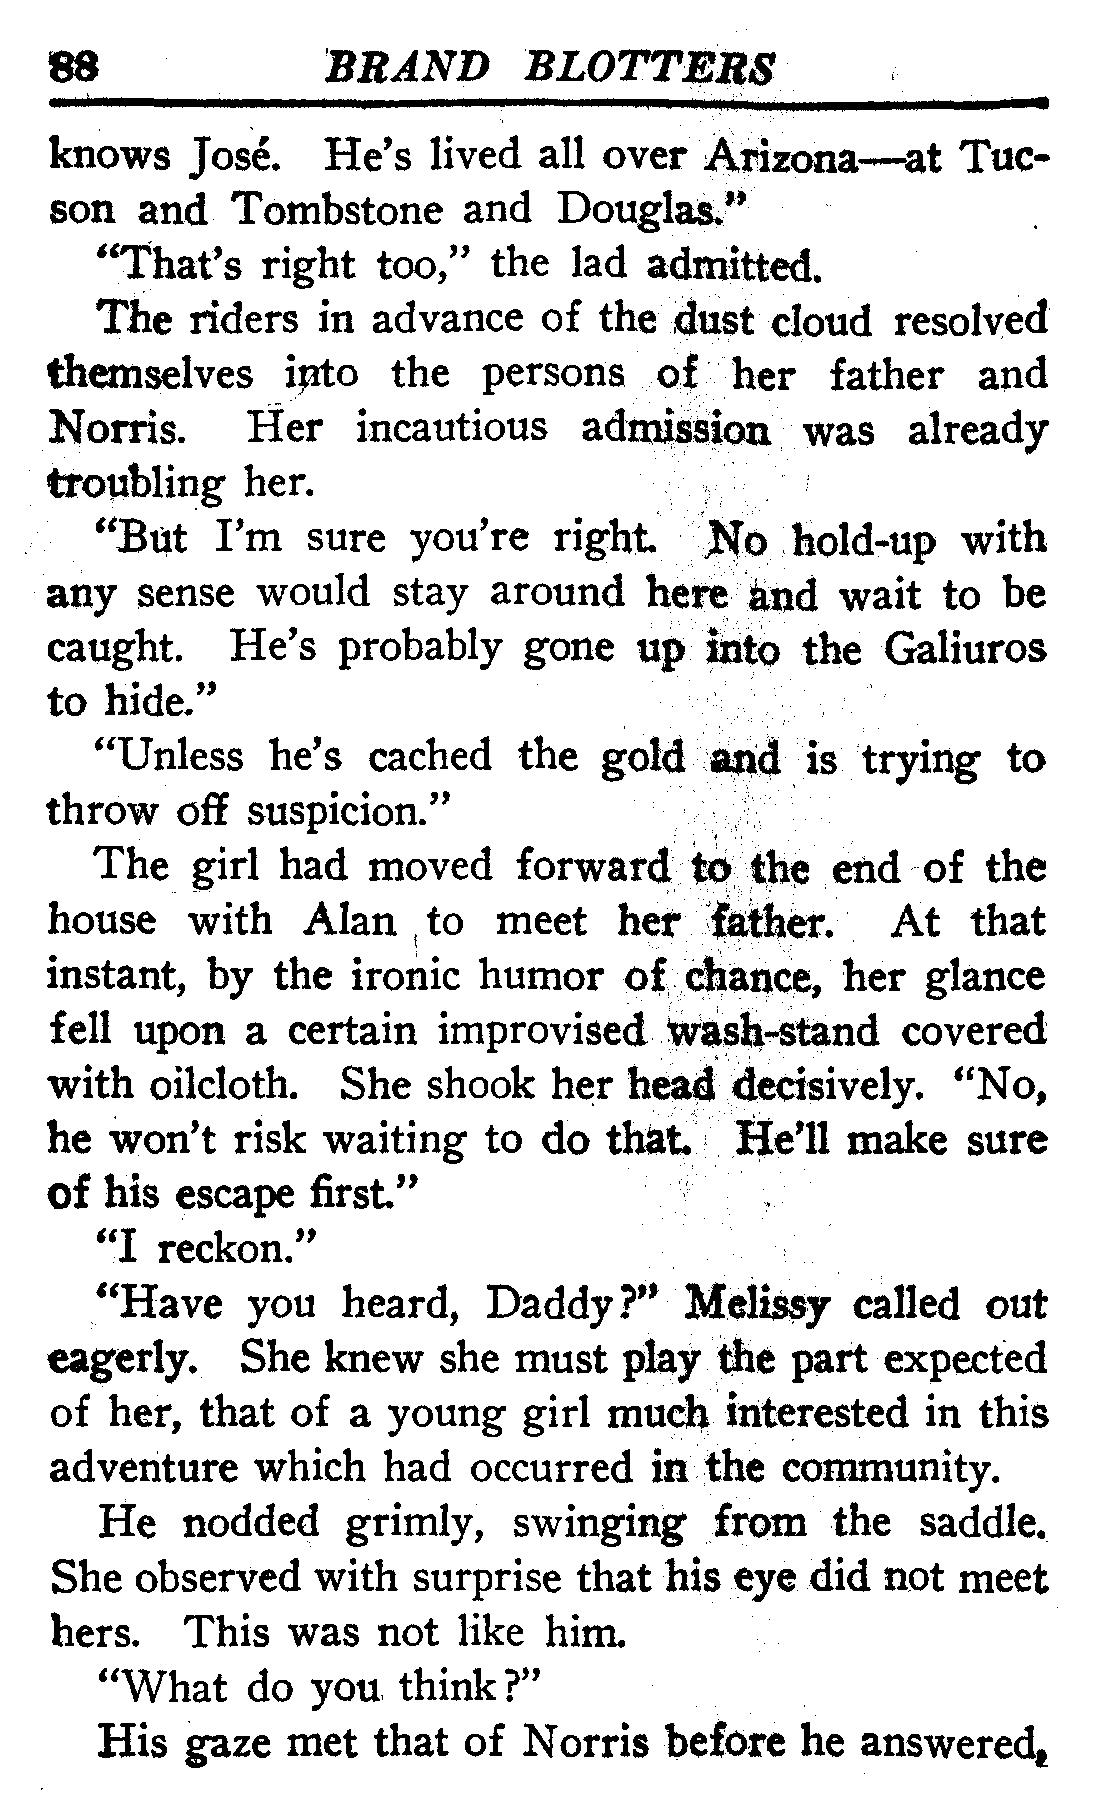 88 BRAND BLOTTERS
knows José. He's lived all over Arizona—at Tuc-
son and Tombstone and Douglas."
"That's right too," the lad admitted.
The riders in advance of the dust cloud resolved
themselves into the persons of her father and
Norris. Her incautious admission was already
troubling her.
"But I'm sure you're right. No hold-up with
any sense would stay around here and wait to be
caught. He's probably gone up into the Galiuros
to hide."
"Unless he's cached the gold and is trying to
throw off suspicion."
The girl had moved forward to the end of the
house with Alan to meet her father. At that
instant, by the ironic humor of chance, her glance
fell upon a certain improvised wash-stand covered
with oilcloth. She shook her head decisively. "No,
he won't risk waiting to do that. He'll make sure
of his escape first."
"I reckon."
"Have you heard, Daddy?" Melissy called out
eagerly. She knew she must play the part expected
of her, that of a young girl much interested in this
adventure which had occurred in the community.
He nodded grimly, swinging from the saddle.
She observed with surprise that his eye did not meet
hers. This was not like him.
"What do you think?"
His gaze met that of Norris before he answered,